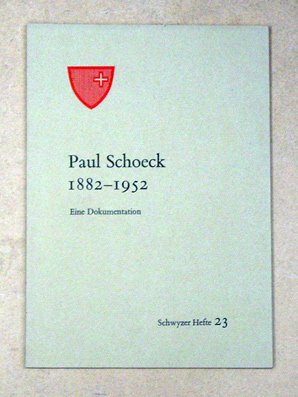 Paul Schoeck
1882–1952
Eine Dokumentation
Schwyzer Hefte 23